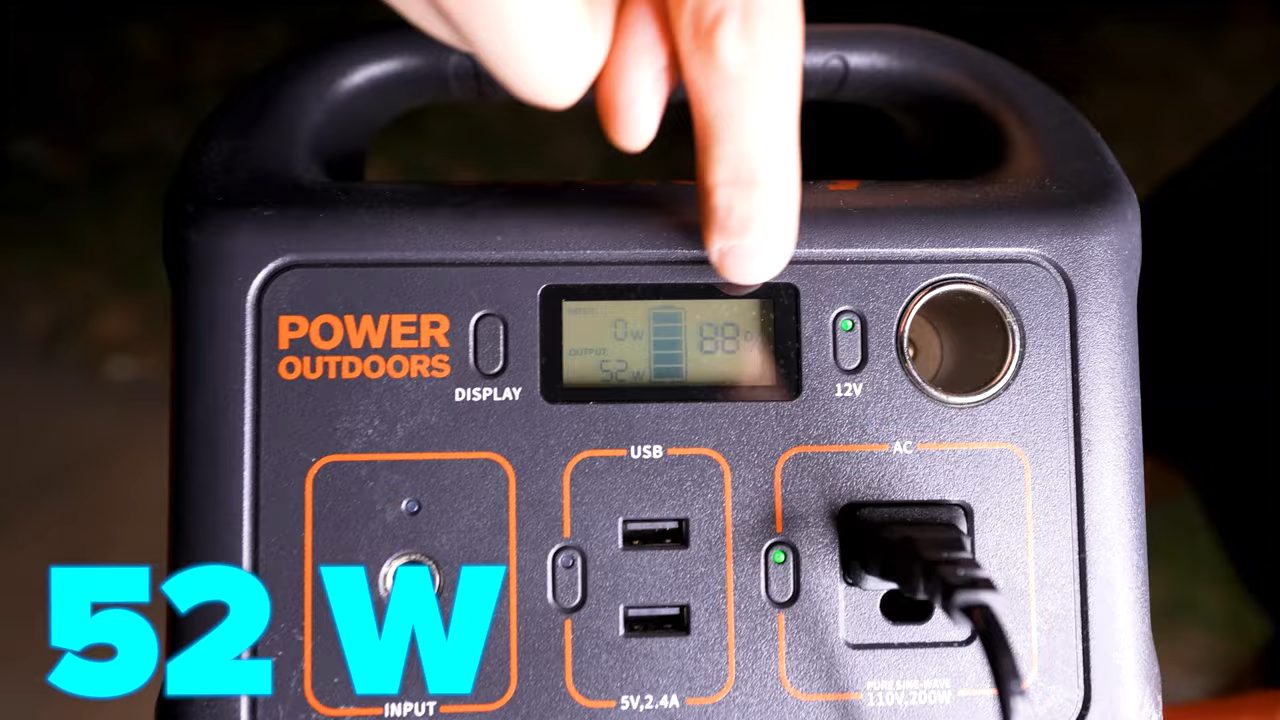 POWER
OUTDOORS
DISPLAY
0W
OUTPUT:
52W
88
12V
USB
AC
52 W
INPUT
5V,2.4A
PURE SINE-WAVE
110V,200W